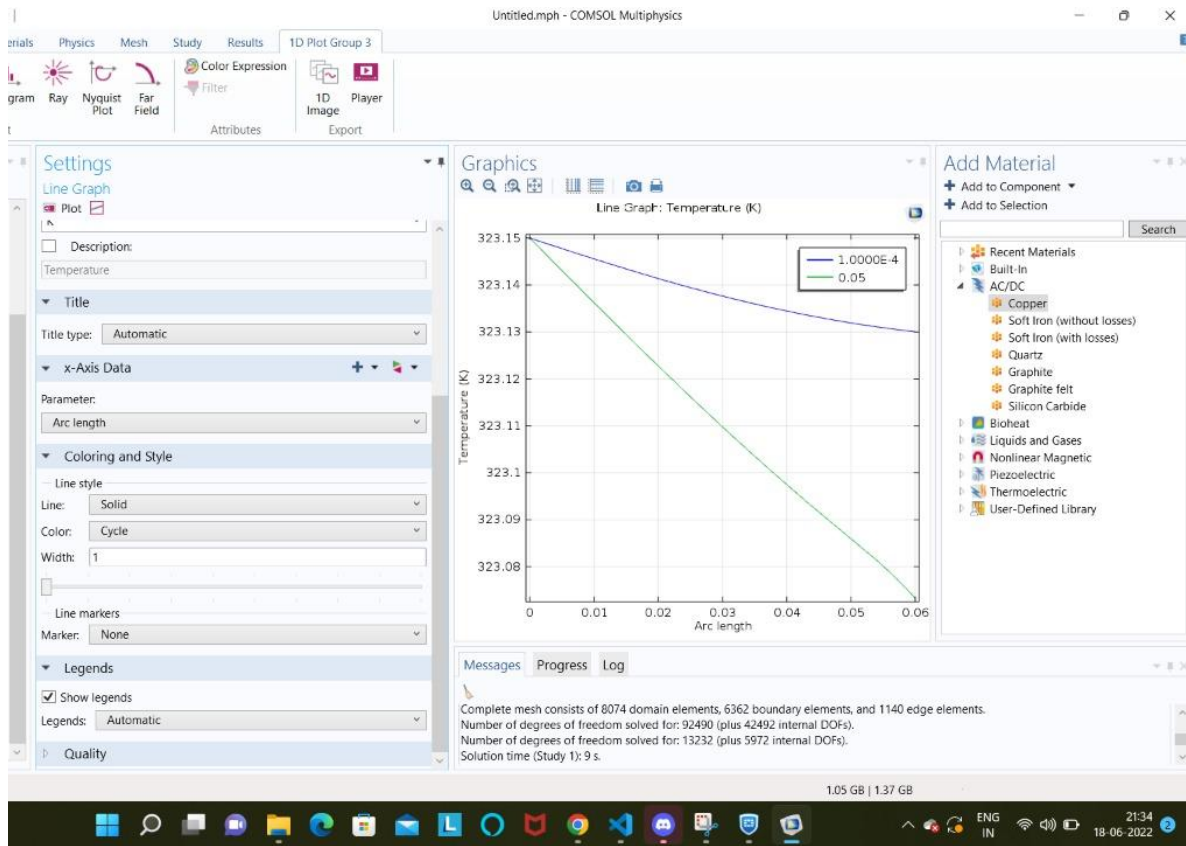 Untitled.mph - COMSOL Multiphysics
erials Physics Mesh Study Results 1D Plot Group 3
gram Ray Nyquist Plot Far Field
Color Expression
Filter
1D Image Player
Attributes Export
Settings
Line Graph
Plot
K
Description:
Temperature
Title
Title type: Automatic
x-Axis Data
Parameter:
Arc length
Coloring and Style
Line style
Line: Solid
Color: Cycle
Width: 1
Line markers
Marker: None
Legends
Show legends
Legends: Automatic
Quality
Graphics
Line Graph: Temperature (K)
323.15
323.14
323.13
323.12
323.11
323.1
323.09
323.08
Temperature (K)
1.0000E-4
0.05
0 0.01 0.02 0.03 0.04 0.05 0.06
Arc length
Messages Progress Log
Complete mesh consists of 8074 domain elements, 6362 boundary elements, and 1140 edge elements.
Number of degrees of freedom solved for: 92490 (plus 42492 internal DOFs).
Number of degrees of freedom solved for: 13232 (plus 5972 internal DOFs).
Solution time (Study 1): 9 s.
Add Material
Add to Component
Add to Selection
Search
Recent Materials
Built-In
AC/DC
Copper
Soft Iron (without losses)
Soft Iron (with losses)
Quartz
Graphite
Graphite felt
Silicon Carbide
Bioheat
Liquids and Gases
Nonlinear Magnetic
Piezoelectric
Thermoelectric
User-Defined Library
1.05 GB | 1.37 GB
L
ENG
IN
21:34
18-06-2022
2